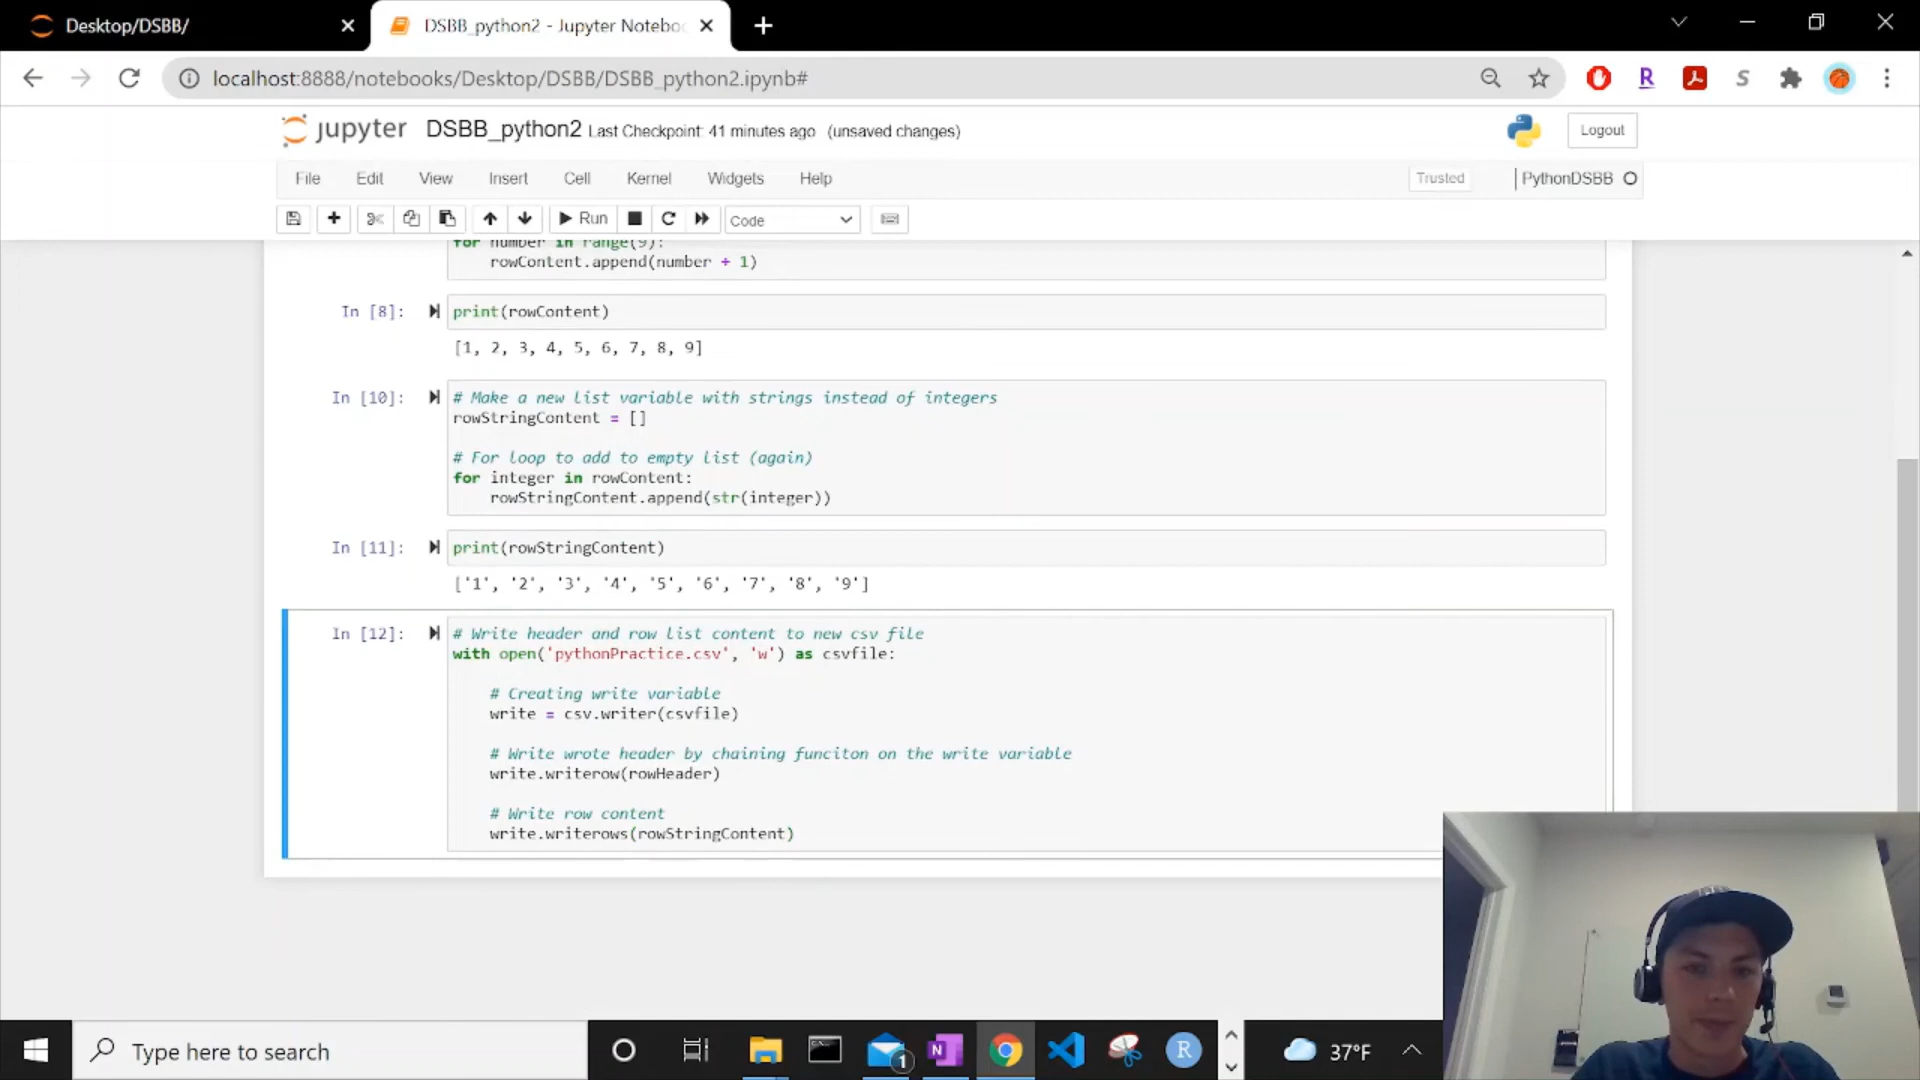 Desktop/DSBB/
DSBB_python2 - Jupyter Notebo
localhost:8888/notebooks/Desktop/DSBB/DSBB_python2.ipynb#
jupyter DSBB_python2 Last Checkpoint: 41 minutes ago (unsaved changes)
Logout
File Edit View Insert Cell Kernel Widgets Help
Trusted
PythonDSBB
Run
Code
for number in range(9):
rowContent.append(number + 1)
In [8]:
print(rowContent)
[1, 2, 3, 4, 5, 6, 7, 8, 9]
In [10]:
# Make a new list variable with strings instead of integers
rowStringContent = []
# For loop to add to empty list (again)
for integer in rowContent:
rowStringContent.append(str(integer))
In [11]:
print(rowStringContent)
['1', '2', '3', '4', '5', '6', '7', '8', '9']
In [12]:
# Write header and row list content to new csv file
with open('pythonPractice.csv', 'w') as csvfile:
# Creating write variable
write = csv.writer(csvfile)
# Write wrote header by chaining funciton on the write variable
write.writerow(rowHeader)
# Write row content
write.writerows(rowStringContent)
Type here to search
1
N
R
37°F